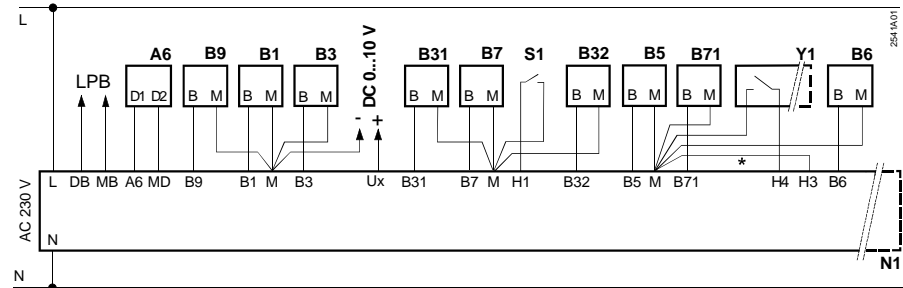 L
2541A01
A6 B9 B1 B3 DC 0...10 V B31 B7 S1 B32 B5 B71 Y1 B6
LPB
D1 D2 B M B M B M - + B M B M B M B M B M B M
L DB MB A6 MD B9 B1 M B3 Ux B31 B7 M H1 B32 B5 M B71 * H4 H3 B6
AC 230 V
N
N1
N